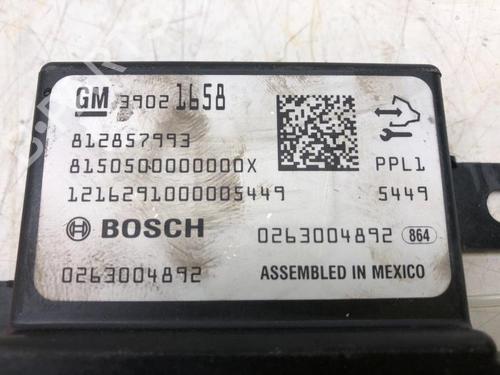 GM 39021658
812857993
8150500000000X PPL1
1216291000005449 5449
BOSCH 0263004892 864
0263004892 ASSEMBLED IN MEXICO